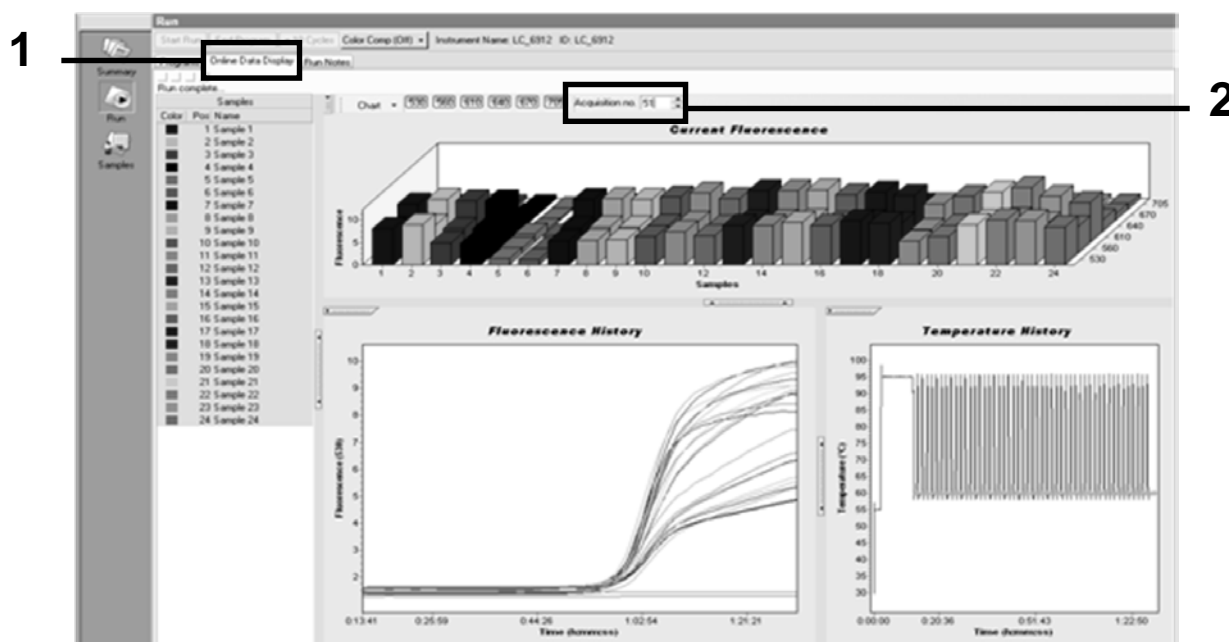 1
2
Run
Start Run End Program +10 Cycles Color Comp (Off) Instrument Name: LC_6912 ID: LC_6912
Programs Online Data Display Run Notes
Run complete...
Summary
Run
Samples
Samples
Color Pos Name
1 Sample 1
2 Sample 2
3 Sample 3
4 Sample 4
5 Sample 5
6 Sample 6
7 Sample 7
8 Sample 8
9 Sample 9
10 Sample 10
11 Sample 11
12 Sample 12
13 Sample 13
14 Sample 14
15 Sample 15
16 Sample 16
17 Sample 17
18 Sample 18
19 Sample 19
20 Sample 20
21 Sample 21
22 Sample 22
23 Sample 23
24 Sample 24
Chart 530 560 610 640 670 705 Acquisition no. 51
Current Fluorescence
Fluorescence
10
5
0
1 2 3 4 5 6 7 8 9 10 12 14 16 18 20 22 24
Samples
705
670
640
610
560
530
Fluorescence History
Fluorescence (530)
10
9
8
7
6
5
4
3
2
0:13:41 0:25:59 0:44:26 1:02:54 1:21:21
Time (h:mm:ss)
Temperature History
Temperature (°C)
100
95
90
85
80
75
70
65
60
55
50
45
40
35
30
0:00:00 0:20:36 0:51:43 1:22:50
Time (h:mm:ss)